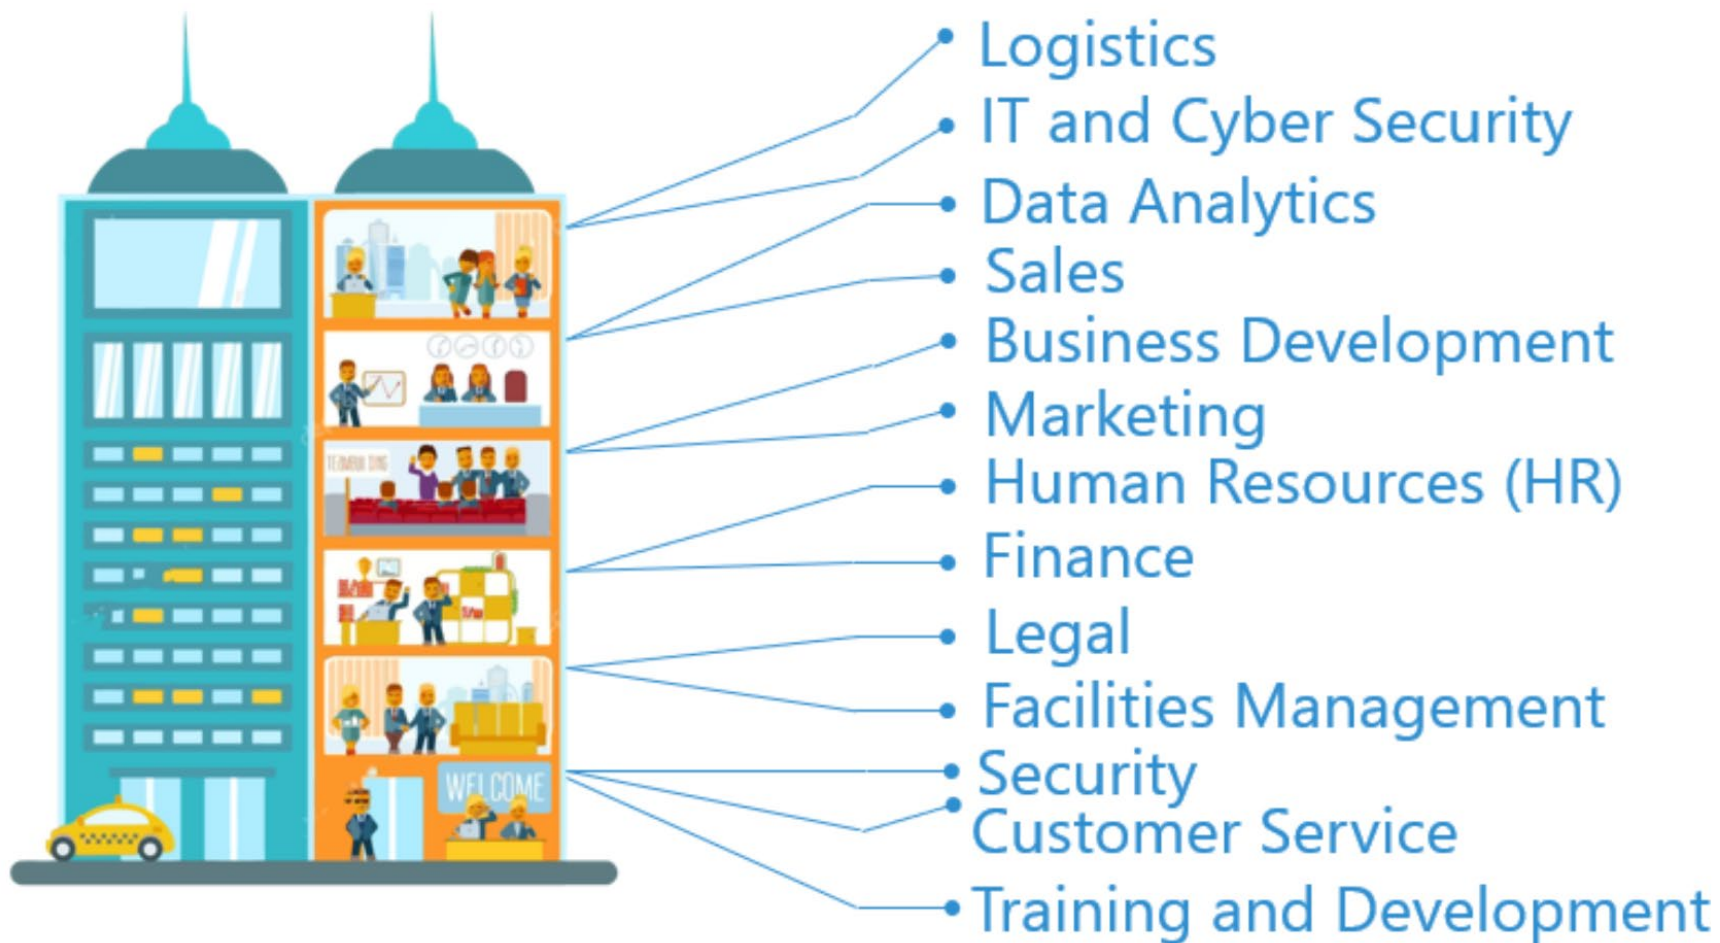 Logistics
IT and Cyber Security
Data Analytics
Sales
Business Development
Marketing
Human Resources (HR)
Finance
Legal
Facilities Management
Security
Customer Service
Training and Development
WELCOME